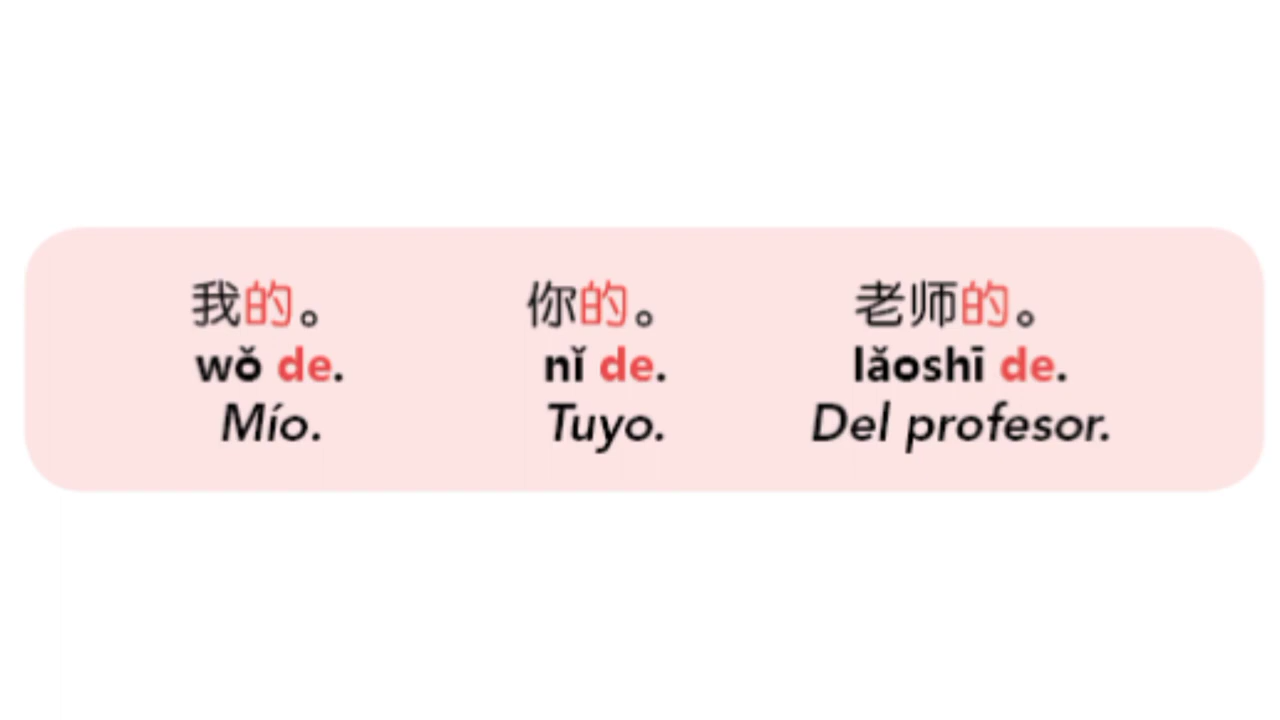 我的。 你的。 老师的。
wǒ de. nǐ de. lǎoshī de.
Mío. Tuyo. Del profesor.